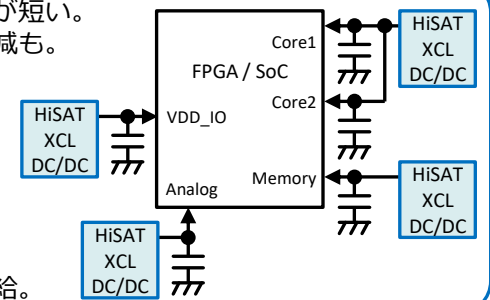 が短い。
減も。
FPGA / SoC
Core1
Core2
VDD_IO
Memory
Analog
HiSAT
XCL
DC/DC
HiSAT
XCL
DC/DC
HiSAT
XCL
DC/DC
HiSAT
XCL
DC/DC
給。